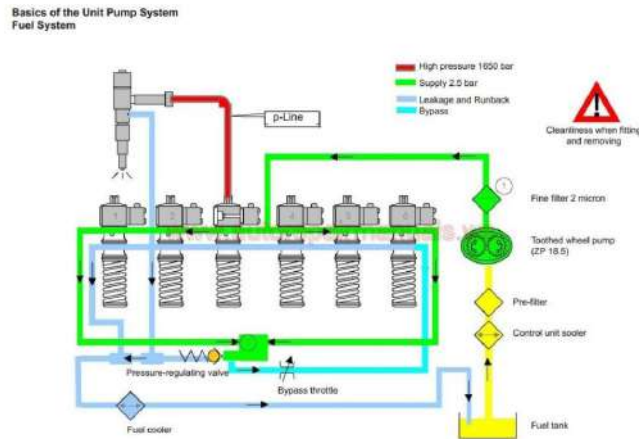 Basics of the Unit Pump System
Fuel System
High pressure 1650 bar
Supply 2.5 bar
Leakage and Runback
Bypass
p-Line
Cleanliness when fitting
and removing
1
Fine filter 2 micron
1
2
4
5
6
Toothed wheel pump
(ZP 18.5)
Pre-filter
Control unit sooler
Pressure-regulating valve
Bypass throttle
Fuel cooler
Fuel tank